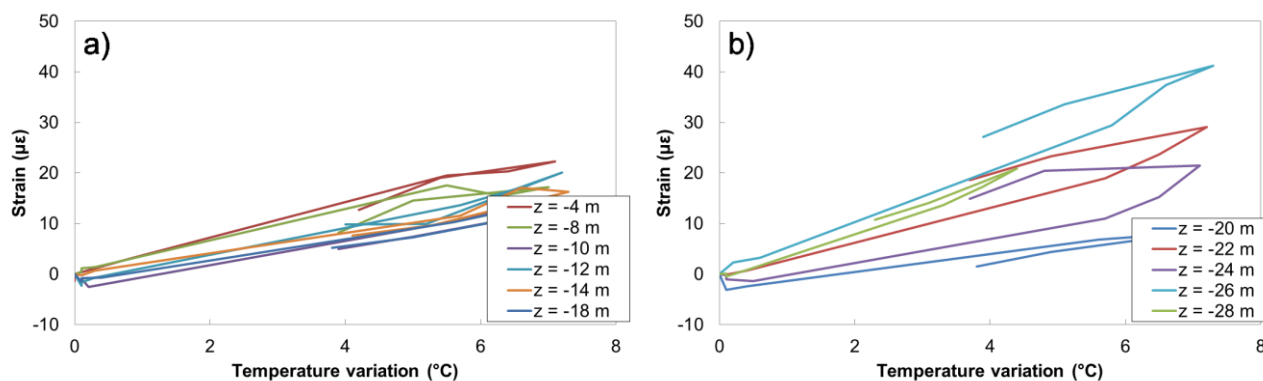 a)
50
40
30
20
10
0
-10
Strain (µε)
0 2 4 6 8
Temperature variation (°C)
z = -4 m
z = -8 m
z = -10 m
z = -12 m
z = -14 m
z = -18 m
b)
50
40
30
20
10
0
-10
Strain (µε)
0 2 4 6 8
Temperature variation (°C)
z = -20 m
z = -22 m
z = -24 m
z = -26 m
z = -28 m